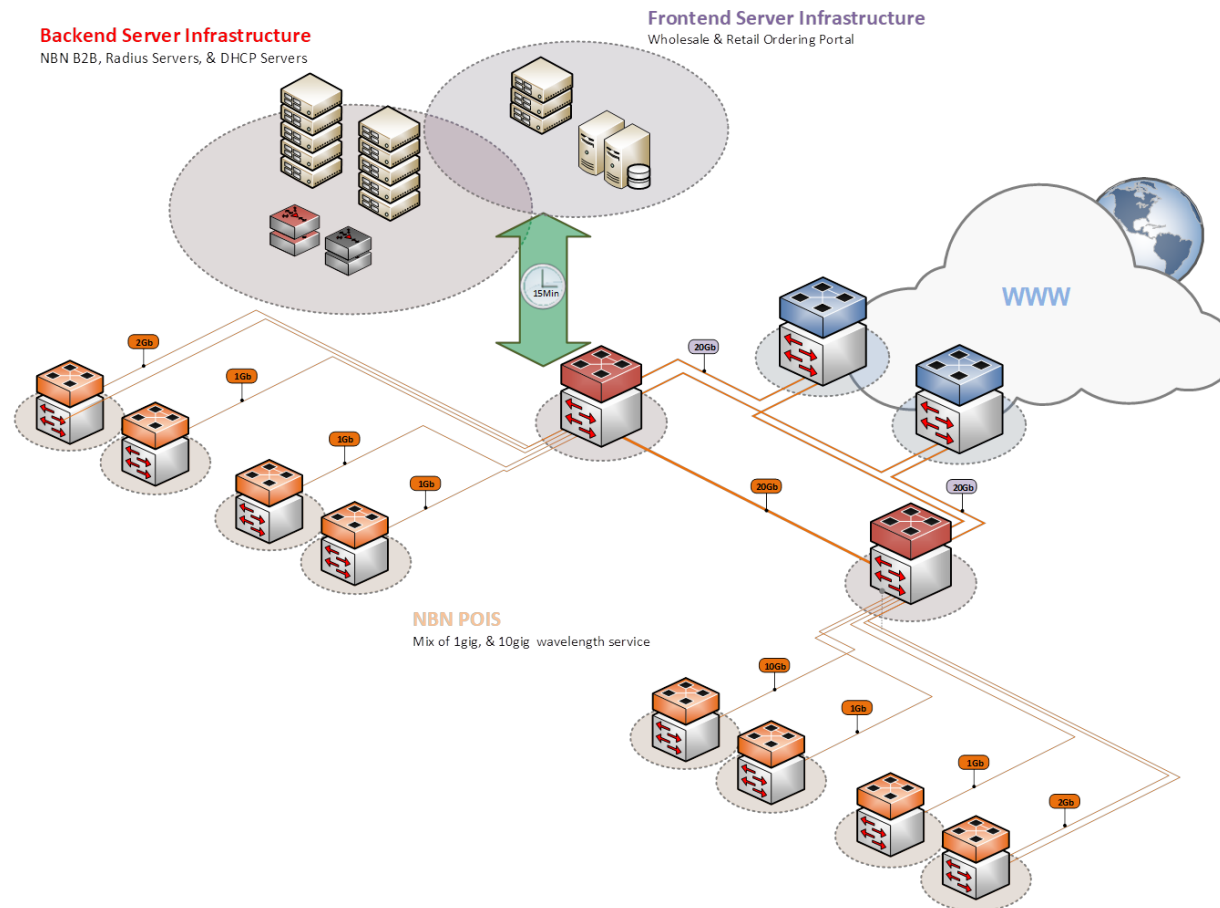 Frontend Server Infrastructure
Wholesale & Retail Ordering Portal
Backend Server Infrastructure
NBN B2B, Radius Servers, & DHCP Servers
15Min
WWW
2Gb
20Gb
1Gb
1Gb
1Gb
20Gb
20Gb
NBN POIS
Mix of 1gig, & 10gig wavelength service
10Gb
1Gb
1Gb
2Gb